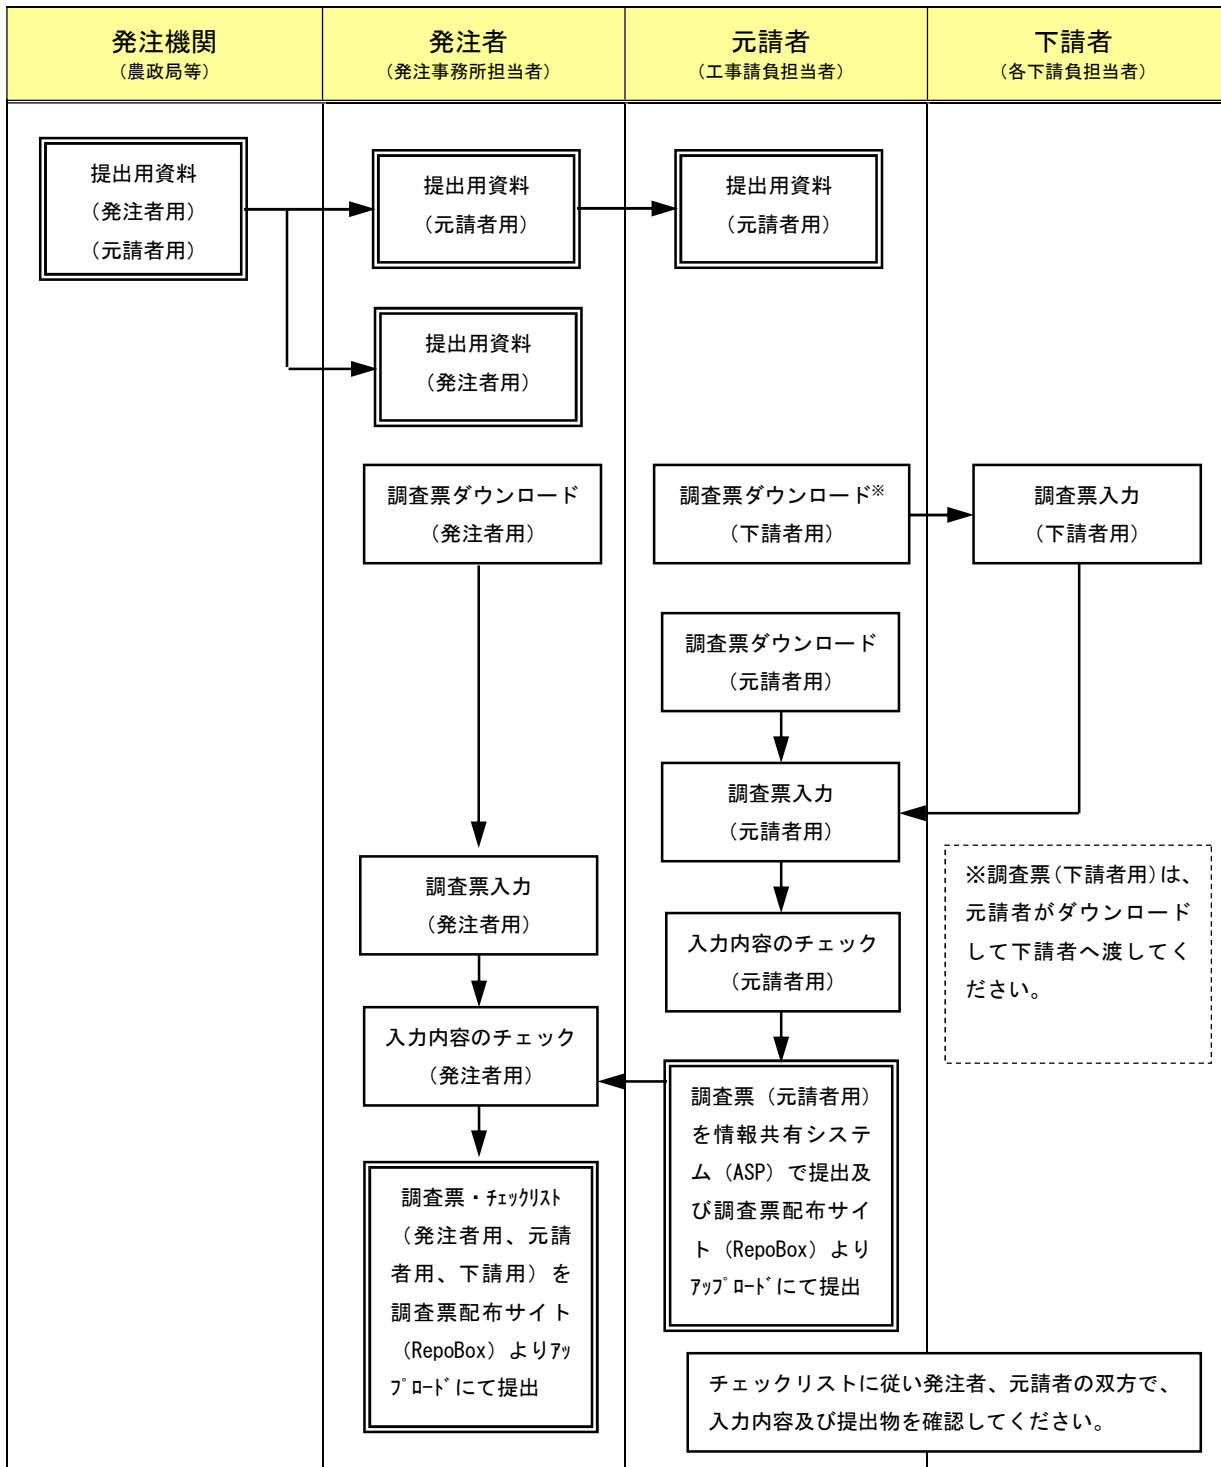 発注機関
（農政局等）
発注者
（発注事務所担当者）
元請者
（工事請負担当者）
下請者
（各下請負担当者）
提出用資料
（発注者用）
（元請者用）
提出用資料
（元請者用）
提出用資料
（元請者用）
提出用資料
（発注者用）
調査票ダウンロード
（発注者用）
調査票ダウンロード※
（下請者用）
調査票入力
（下請者用）
調査票ダウンロード
（元請者用）
調査票入力
（元請者用）
調査票入力
（発注者用）
※調査票（下請者用）は、
元請者がダウンロード
して下請者へ渡してく
ださい。
入力内容のチェック
（元請者用）
入力内容のチェック
（発注者用）
調査票（元請者用）
を情報共有システ
ム（ASP）で提出及
び調査票配布サイ
ト（RepoBox）より
ｱｯﾌﾟﾛｰﾄﾞにて提出
調査票・ﾁｪｯｸﾘｽﾄ
（発注者用、元請
者用、下請用）を
調査票配布サイト
（RepoBox）よりｱｯ
ﾌﾟﾛｰﾄﾞにて提出
チェックリストに従い発注者、元請者の双方で、
入力内容及び提出物を確認してください。